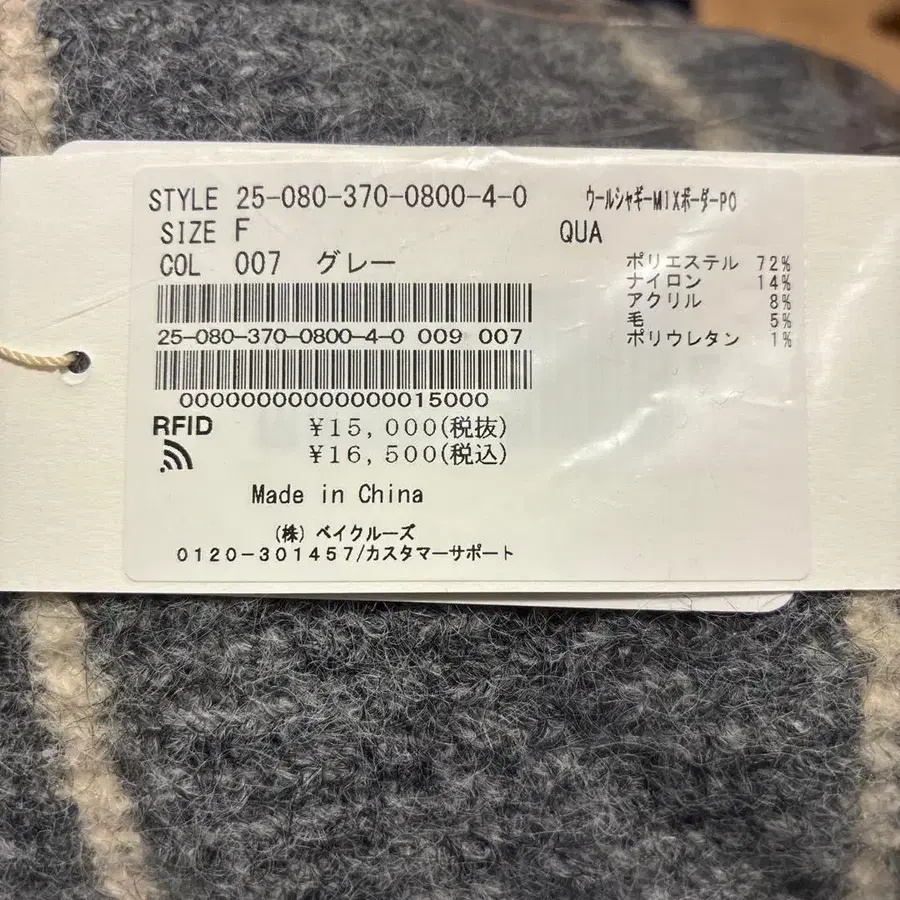 STYLE 25-080-370-0800-4-0
ウールシャギーMIXボーダーPO
SIZE F
QUA
COL 007 グレー
ポリエステル 72%
ナイロン 14%
アクリル 8%
毛 5%
ポリウレタン 1%
25-080-370-0800-4-0 009 007
00000000000000015000
RFID
¥15,000(税抜)
¥16,500(税込)
Made in China
(株) ベイクルーズ
0120-301457/カスタマーサポート